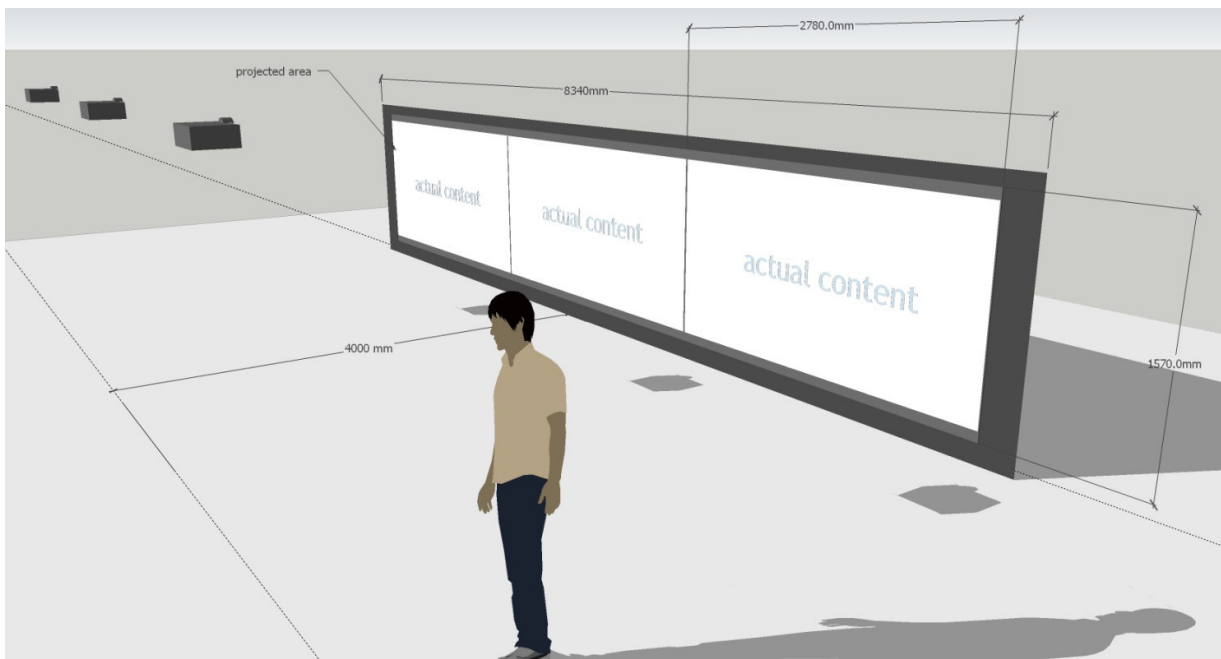 2780.0mm
projected area
8340mm
actual content
actual content
actual content
4000 mm
1570.0mm